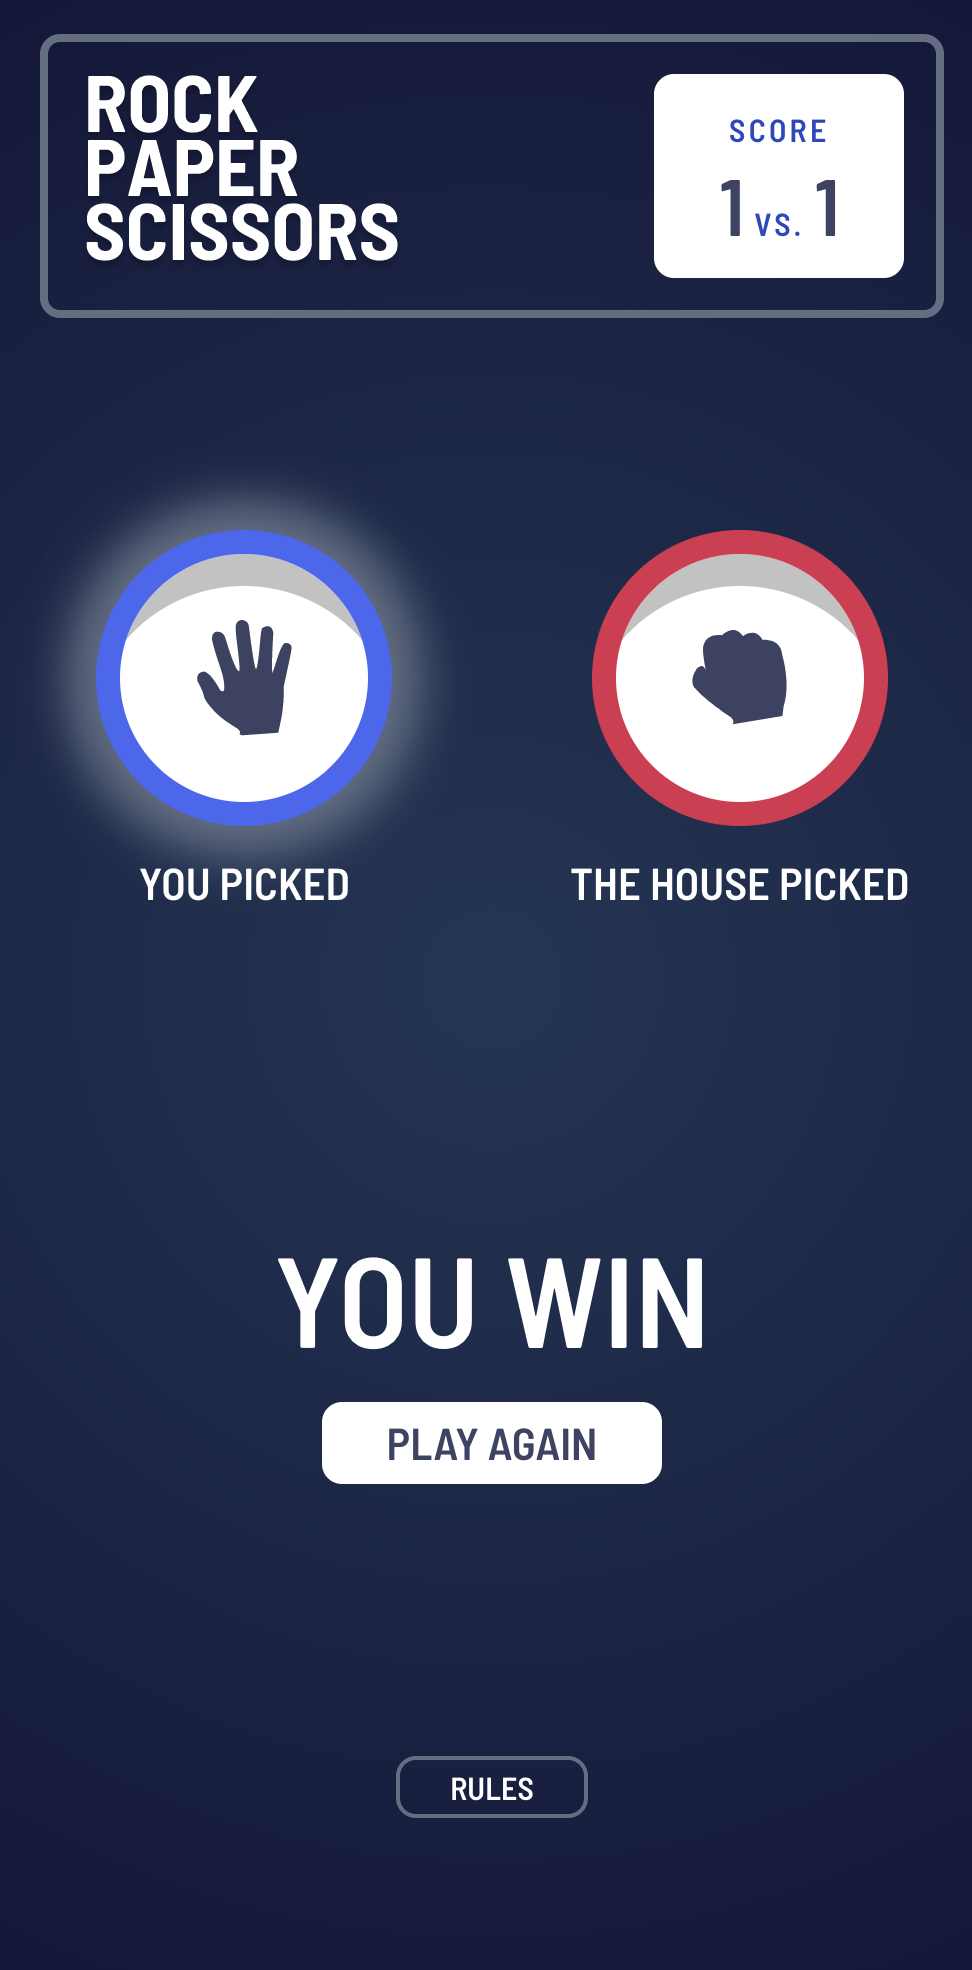 ROCK
PAPER
SCISSORS
SCORE
1 VS. 1
YOU PICKED
THE HOUSE PICKED
YOU WIN
PLAY AGAIN
RULES